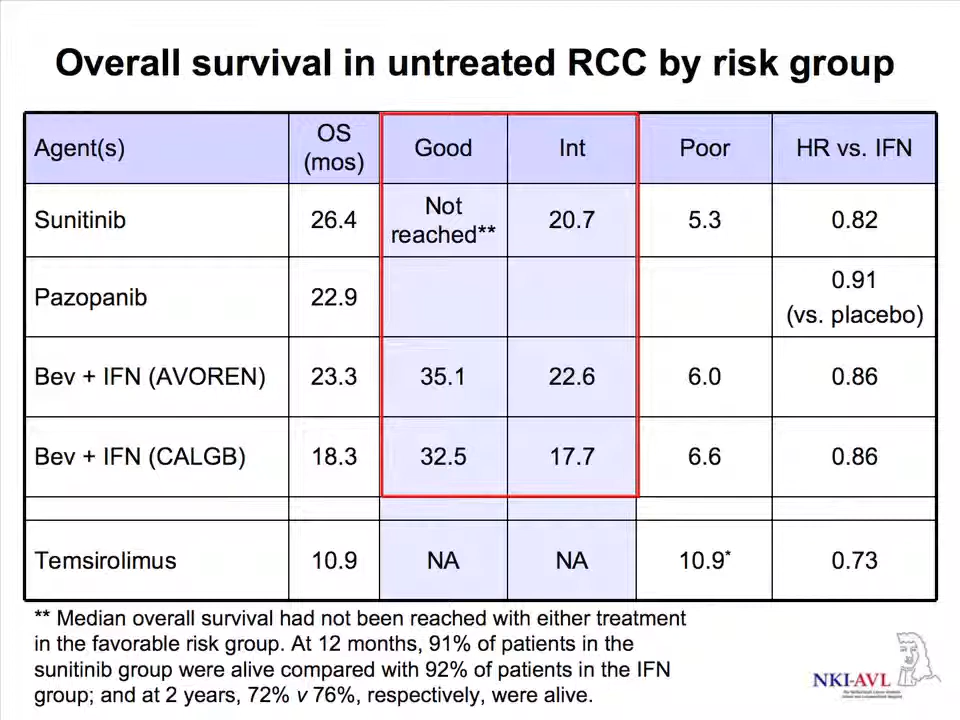 Overall survival in untreated RCC by risk group
Agent(s) OS (mos) Good Int Poor HR vs. IFN
Sunitinib 26.4 Not reached** 20.7 5.3 0.82
Pazopanib 22.9 0.91 (vs. placebo)
Bev + IFN (AVOREN) 23.3 35.1 22.6 6.0 0.86
Bev + IFN (CALGB) 18.3 32.5 17.7 6.6 0.86
Temsirolimus 10.9 NA NA 10.9* 0.73
** Median overall survival had not been reached with either treatment
in the favorable risk group. At 12 months, 91% of patients in the
sunitinib group were alive compared with 92% of patients in the IFN
group; and at 2 years, 72% v 76%, respectively, were alive.
NKI-AVL